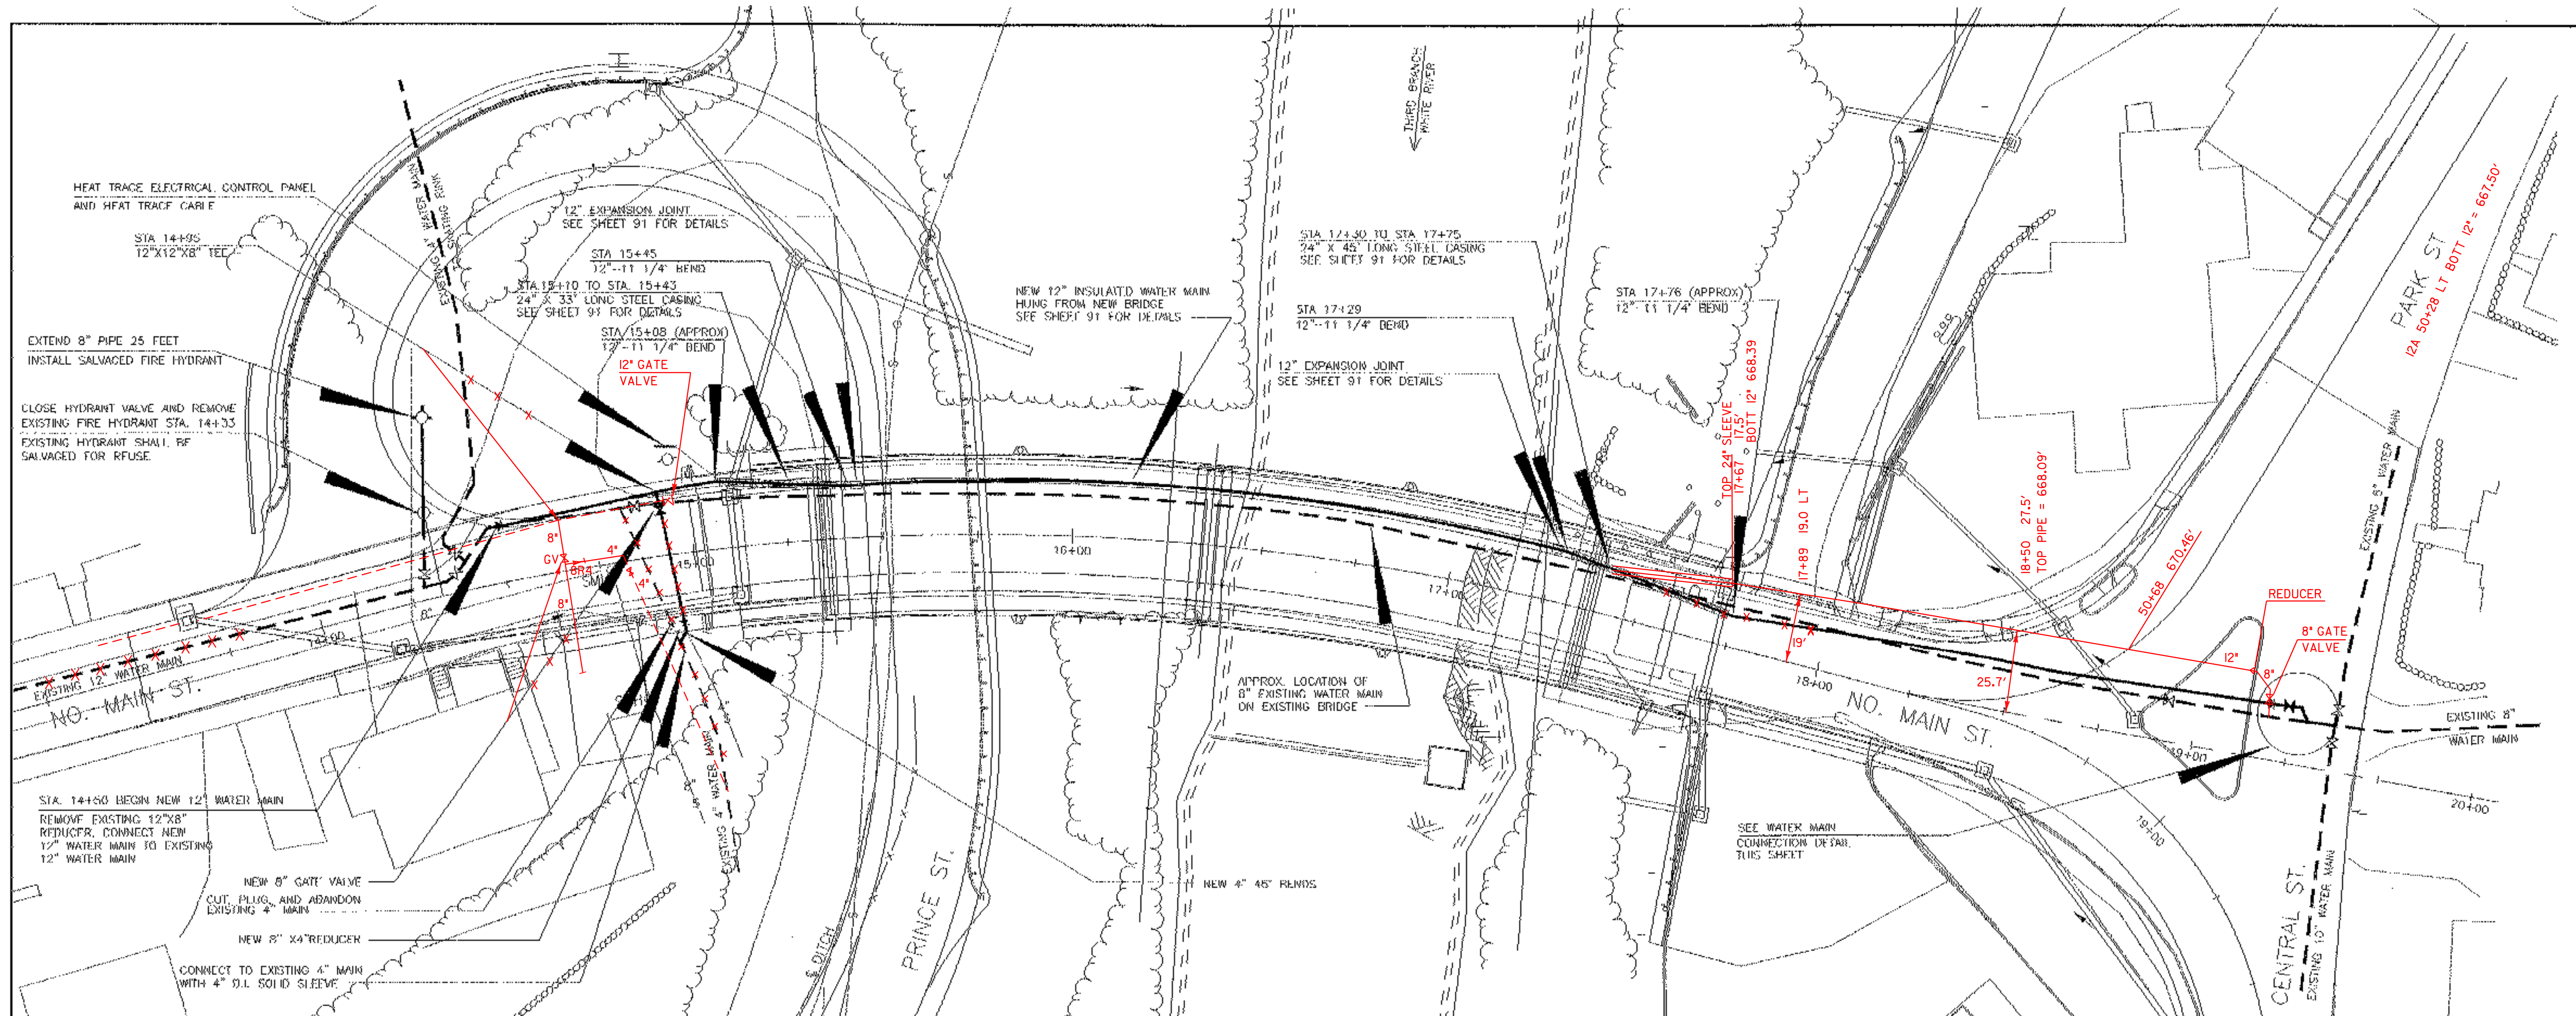 HEAT TRACE ELECTRICAL CONTROL PANEL
AND HEAT TRACE CABLE
STA 14+95
12"X12"X8" TEE
EXTEND 8" PIPE 25 FEET
INSTALL SALVAGED FIRE HYDRANT
CLOSE HYDRANT VALVE AND REMOVE
EXISTING FIRE HYDRANT STA. 14+33
EXISTING HYDRANT SHALL BE
SALVAGED FOR REUSE.
EXISTING 4" WATER MAIN
SKATING RINK
12" EXPANSION JOINT
SEE SHEET 91 FOR DETAILS
STA 15+45
12"-11 1/4° BEND
STA 15+10 TO STA. 15+43
24" X 33' LONG STEEL CASING
SEE SHEET 91 FOR DETAILS
STA 15+08 (APPROX)
12"-11 1/4° BEND
12" GATE
VALVE
NEW 12" INSULATED WATER MAIN
HUNG FROM NEW BRIDGE
SEE SHEET 91 FOR DETAILS
THIRD BRANCH
WHITE RIVER
STA 17+30 TO STA 17+75
24" X 45' LONG STEEL CASING
SEE SHEET 91 FOR DETAILS
STA 17+29
12"-11 1/4° BEND
12" EXPANSION JOINT
SEE SHEET 91 FOR DETAILS
STA 17+76 (APPROX)
12"-11 1/4° BEND
TOP 24" SLEEVE
17+67 17.5'
BOTT 12" 668.39
17+89 19.0 LT
19'
18+50 27.5'
TOP PIPE = 668.09'
25.7'
50+68 670.46'
PARK ST
12A 50+28 LT BOTT 12" = 667.50'
REDUCER
8" GATE
VALVE
12"
8"
EXISTING 8" WATER MAIN
EXISTING 8"
WATER MAIN
8"
GV
4"
4"
8"
8"
15+00
16+00
17+00
18+00
19+00
19+00
20+00
EXISTING 12" WATER MAIN
NO. MAIN ST.
NO. MAIN ST.
EXISTING 4" WATER MAIN
APPROX. LOCATION OF
8" EXISTING WATER MAIN
ON EXISTING BRIDGE
SEE WATER MAIN
CONNECTION DETAIL
THIS SHEET
STA. 14+50 BEGIN NEW 12" WATER MAIN
REMOVE EXISTING 12"X8"
REDUCER, CONNECT NEW
12" WATER MAIN TO EXISTING
12" WATER MAIN
NEW 8" GATE VALVE
CUT, PLUG, AND ABANDON
EXISTING 4" MAIN
NEW 8" X4" REDUCER
CONNECT TO EXISTING 4" MAIN
WITH 4" D.I. SOLID SLEEVE
NEW 4" 45° BENDS
DITCH
PRINCE ST.
CENTRAL ST.
EXISTING 10" WATER MAIN